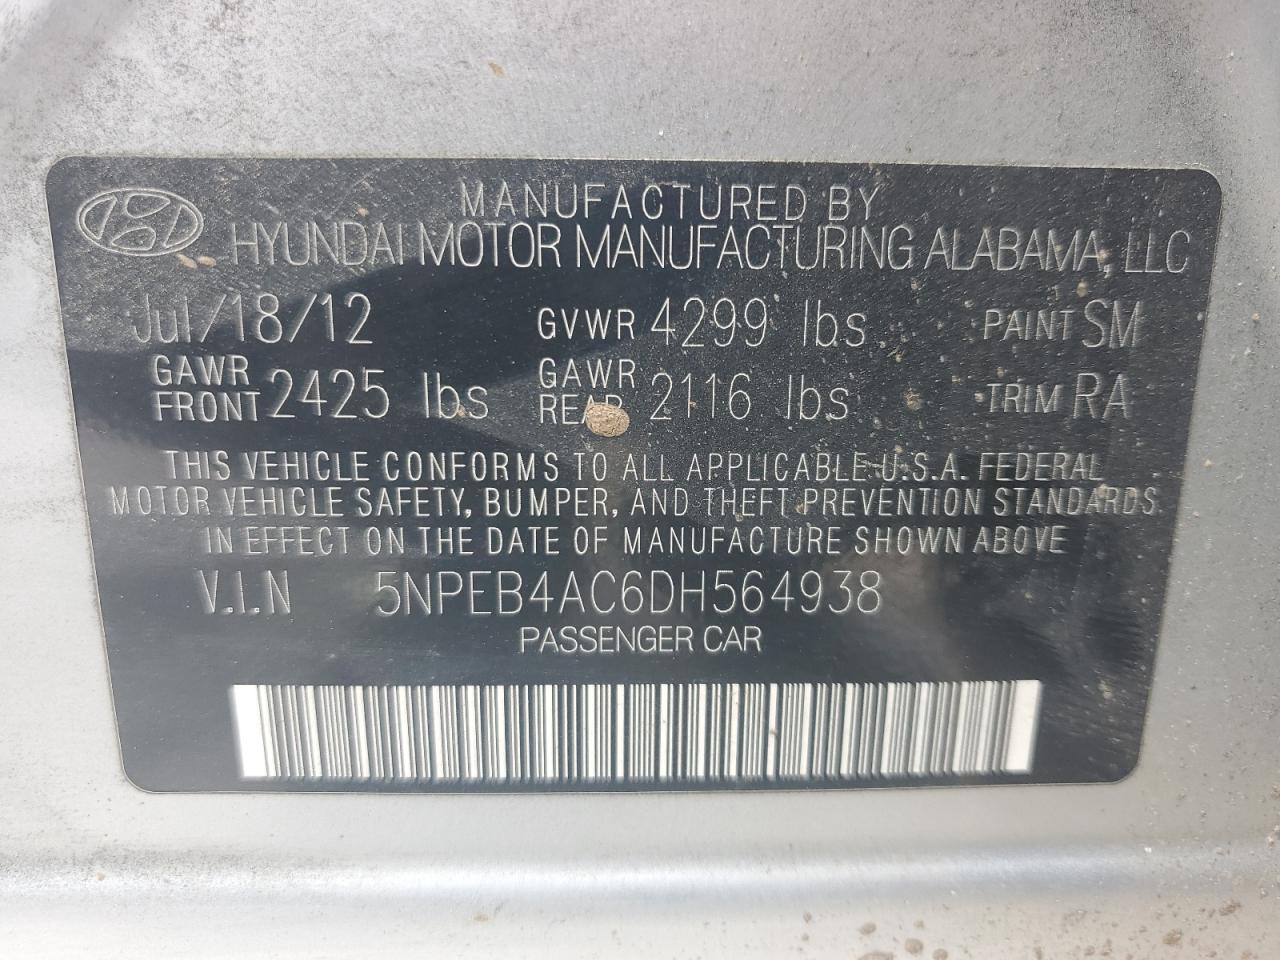 MANUFACTURED BY
HYUNDAI MOTOR MANUFACTURING ALABAMA, LLC
Jul/18/12 GVWR 4299 lbs PAINT SM
GAWR FRONT 2425 lbs GAWR REAR 2116 lbs TRIM RA
THIS VEHICLE CONFORMS TO ALL APPLICABLE U.S.A. FEDERAL
MOTOR VEHICLE SAFETY, BUMPER, AND THEFT PREVENTION STANDARDS
IN EFFECT ON THE DATE OF MANUFACTURE SHOWN ABOVE
V.I.N 5NPEB4AC6DH564938
PASSENGER CAR